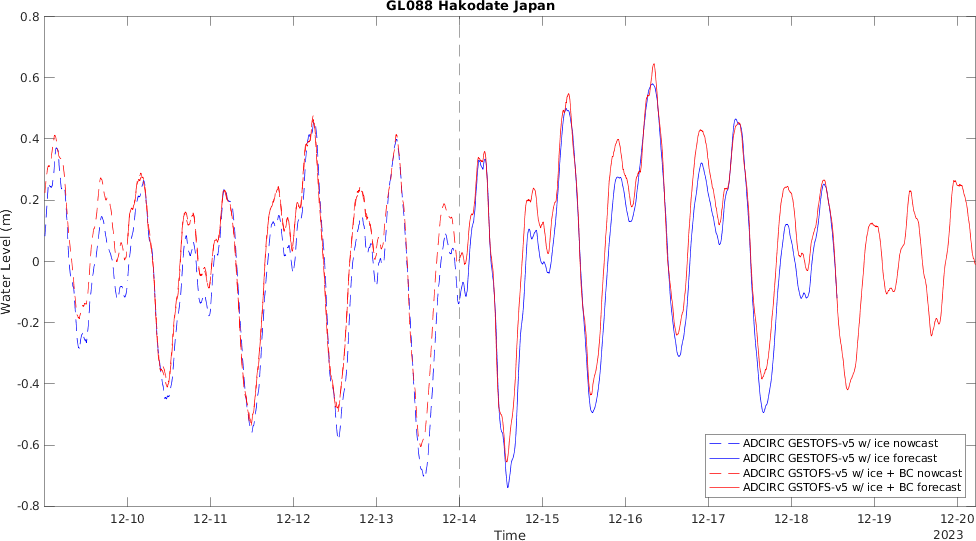 GL088 Hakodate Japan
0.8
0.6
0.4
0.2
0
-0.2
-0.4
-0.6
-0.8
Water Level (m)
ADCIRC GESTOFS-v5 w/ ice nowcast
ADCIRC GESTOFS-v5 w/ ice forecast
ADCIRC GSTOFS-v5 w/ ice + BC nowcast
ADCIRC GSTOFS-v5 w/ ice + BC forecast
12-10 12-11 12-12 12-13 12-14 12-15 12-16 12-17 12-18 12-19 12-20
Time
2023